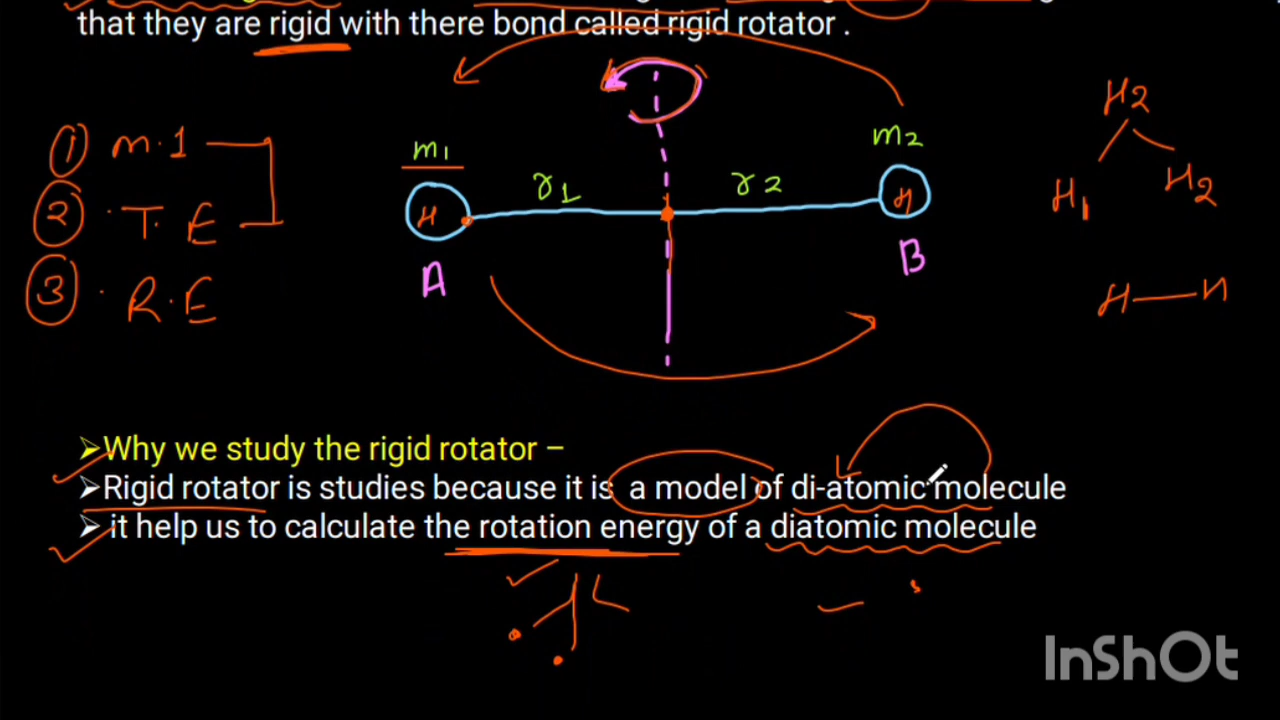 that they are rigid with there bond called rigid rotator .
① m.1
② . T. E
③ . R.E
m1
m2
H
r1
r2
H
A
B
H2
H1 H2
H—H
➢Why we study the rigid rotator –
➢Rigid rotator is studies because it is a model of di-atomic molecule
➢ it help us to calculate the rotation energy of a diatomic molecule
InShOt